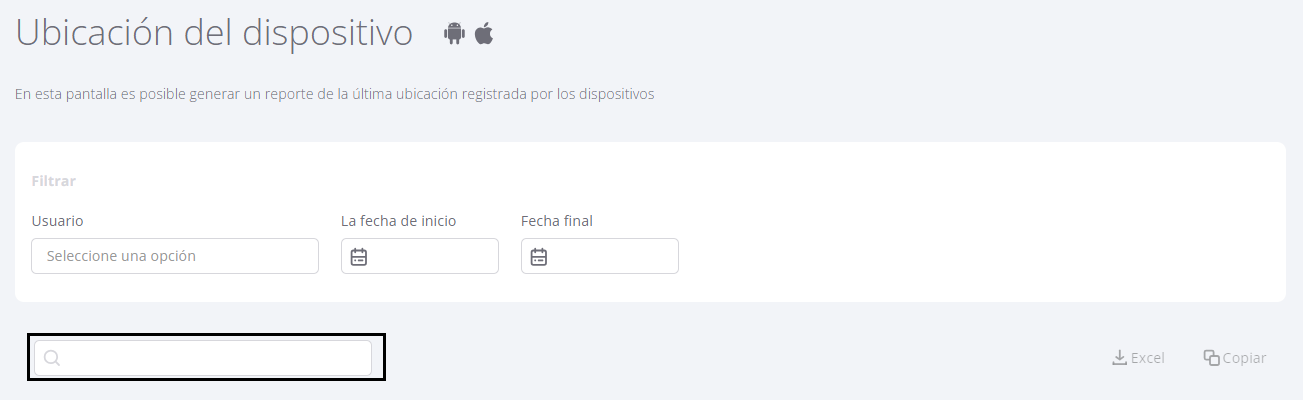 Ubicación del dispositivo
En esta pantalla es posible generar un reporte de la última ubicación registrada por los dispositivos
Filtrar
Usuario La fecha de inicio Fecha final
Seleccione una opción
Excel Copiar